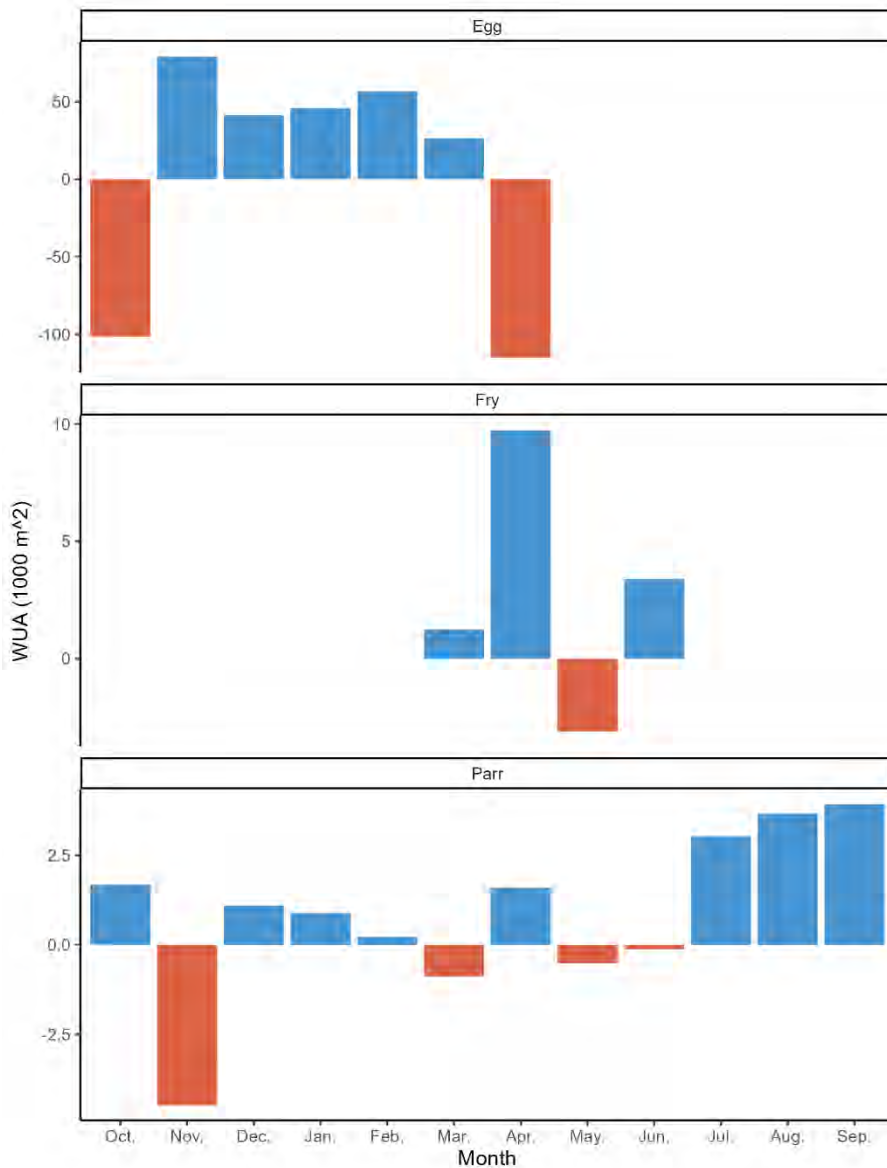 Egg
50
0
-50
-100
Fry
10
5
0
WUA (1000 m^2)
Parr
2.5
0.0
-2.5
Oct. Nov. Dec. Jan. Feb. Mar. Apr. May. Jun. Jul. Aug. Sep.
Month